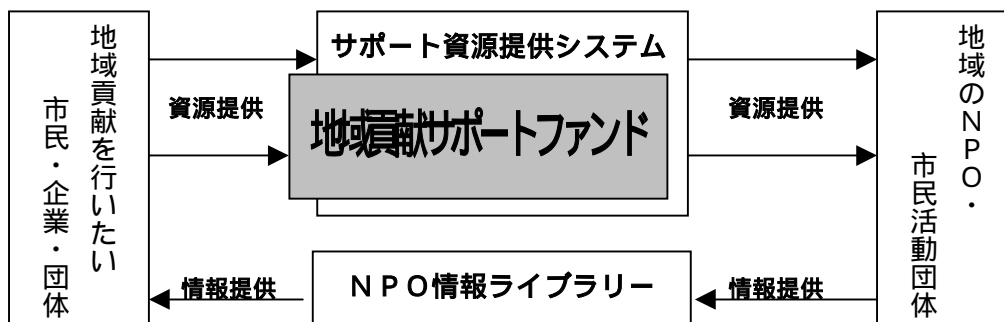 地域貢献を行いたい
市民・企業・団体
資源提供
情報提供
サポート資源提供システム
地域貢献サポートファンド
ＮＰＯ情報ライブラリー
資源提供
情報提供
地域のＮＰＯ・
市民活動団体